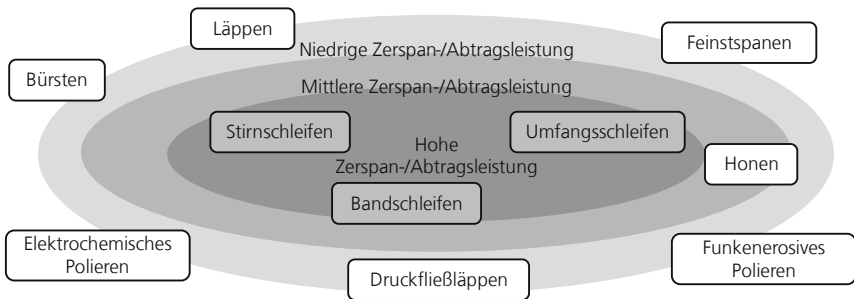 Läppen
Niedrige Zerspan-/Abtragsleistung
Feinstspanen
Bürsten
Mittlere Zerspan-/Abtragsleistung
Stirnschleifen
Umfangsschleifen
Hohe
Zerspan-/Abtragsleistung
Honen
Bandschleifen
Elektrochemisches
Polieren
Druckfließläppen
Funkenerosives
Polieren